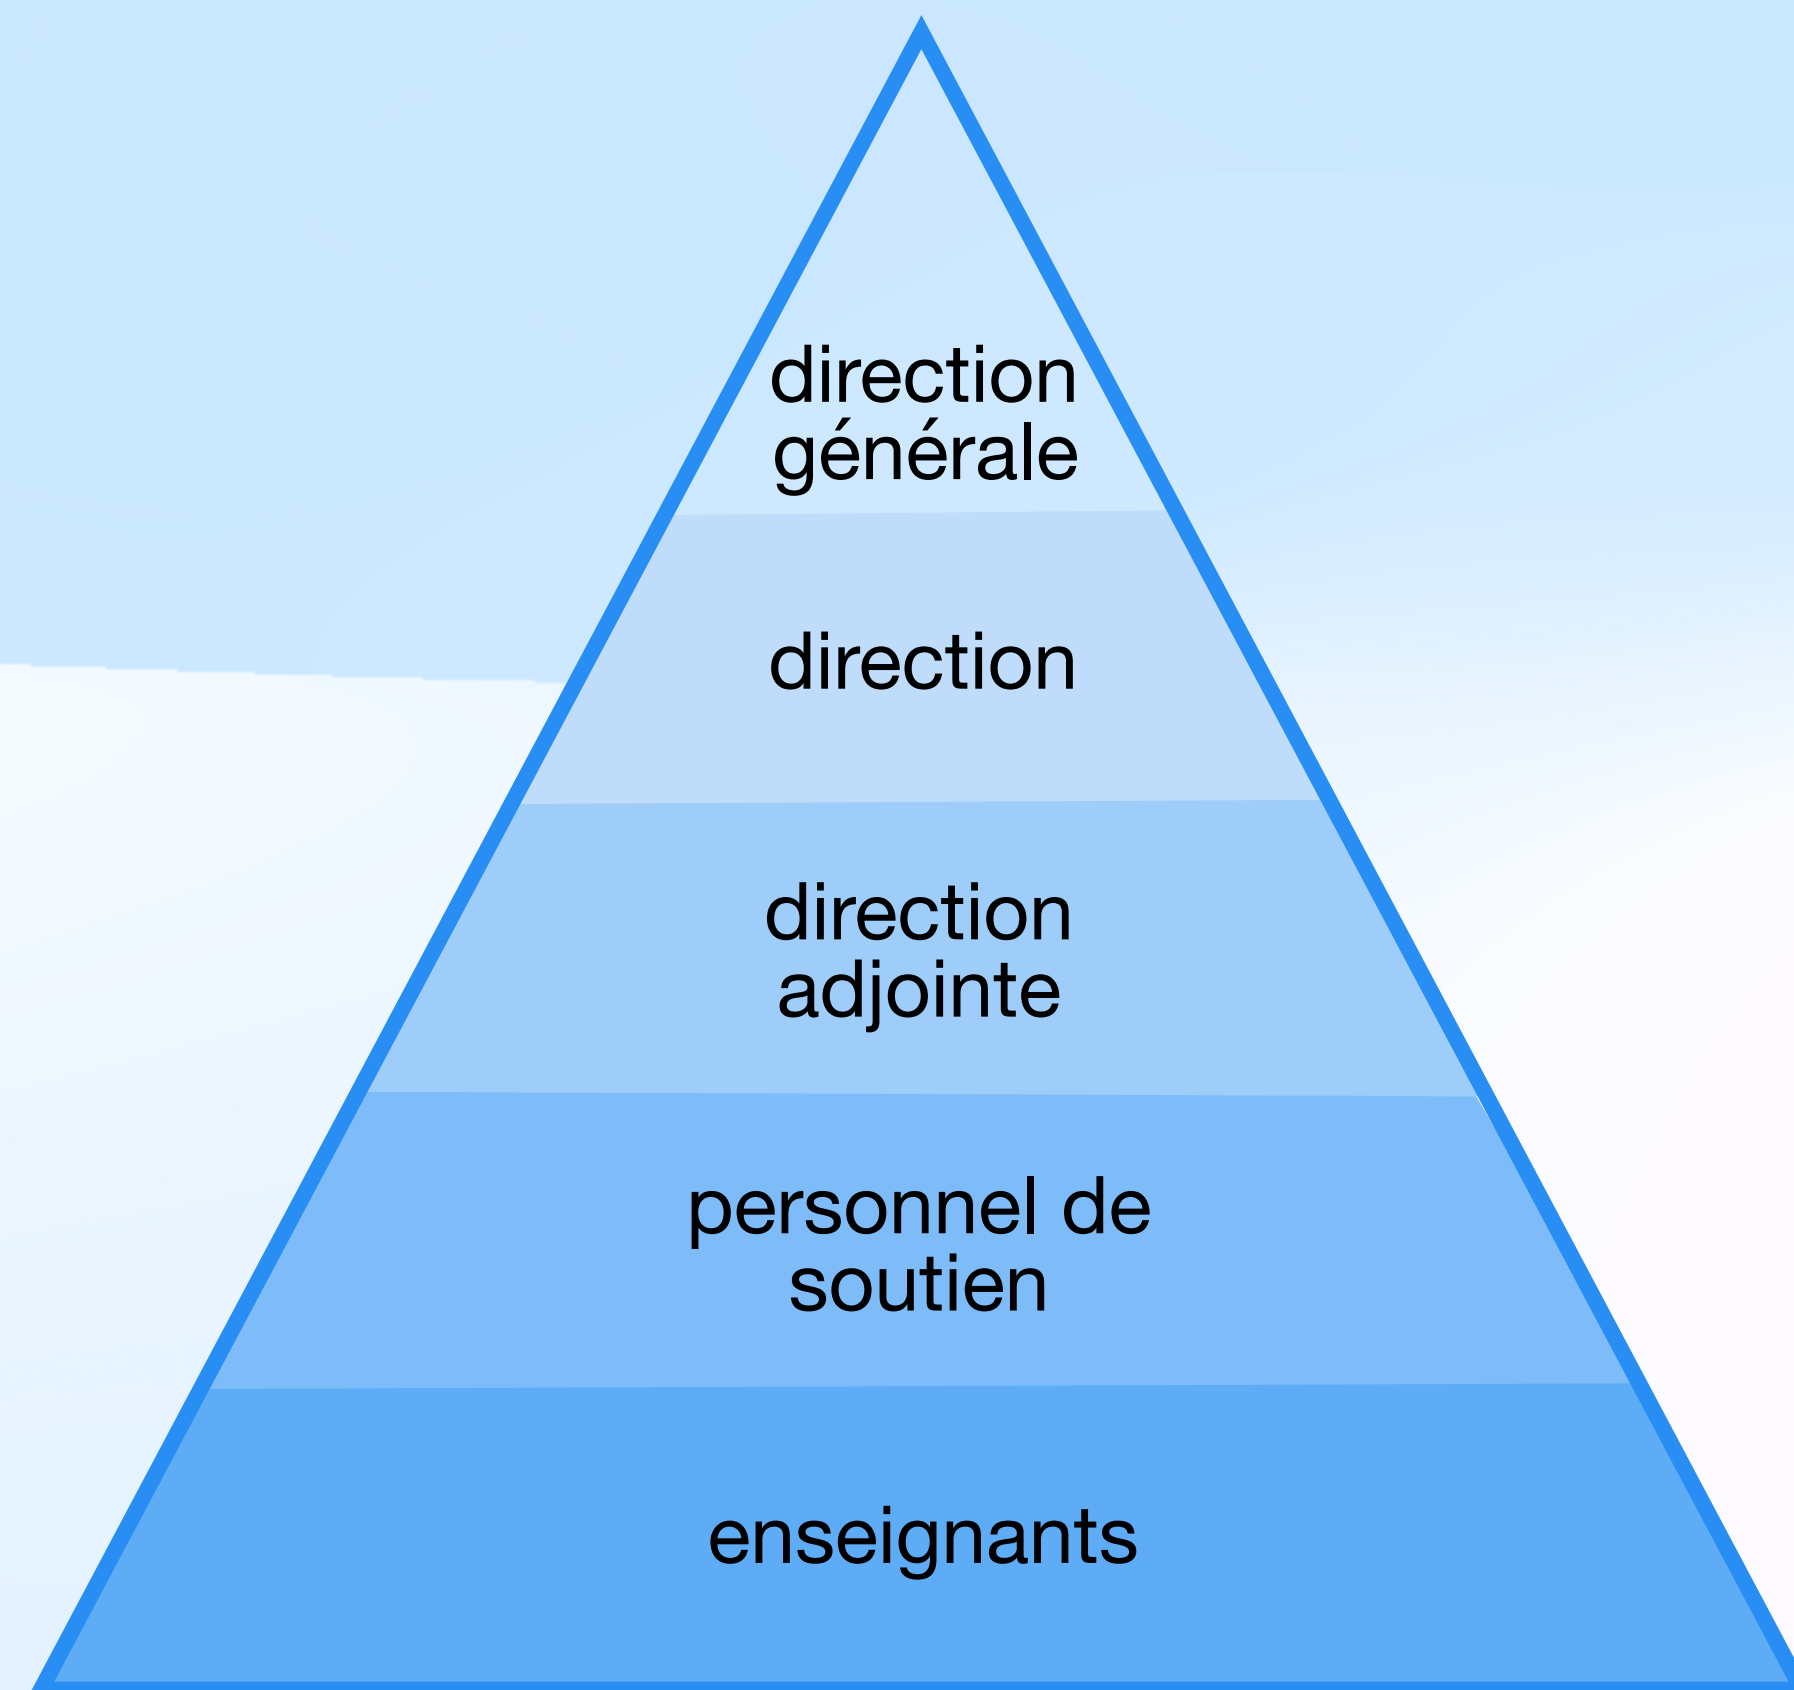 direction
générale
direction
direction
adjointe
personnel de
soutien
enseignants